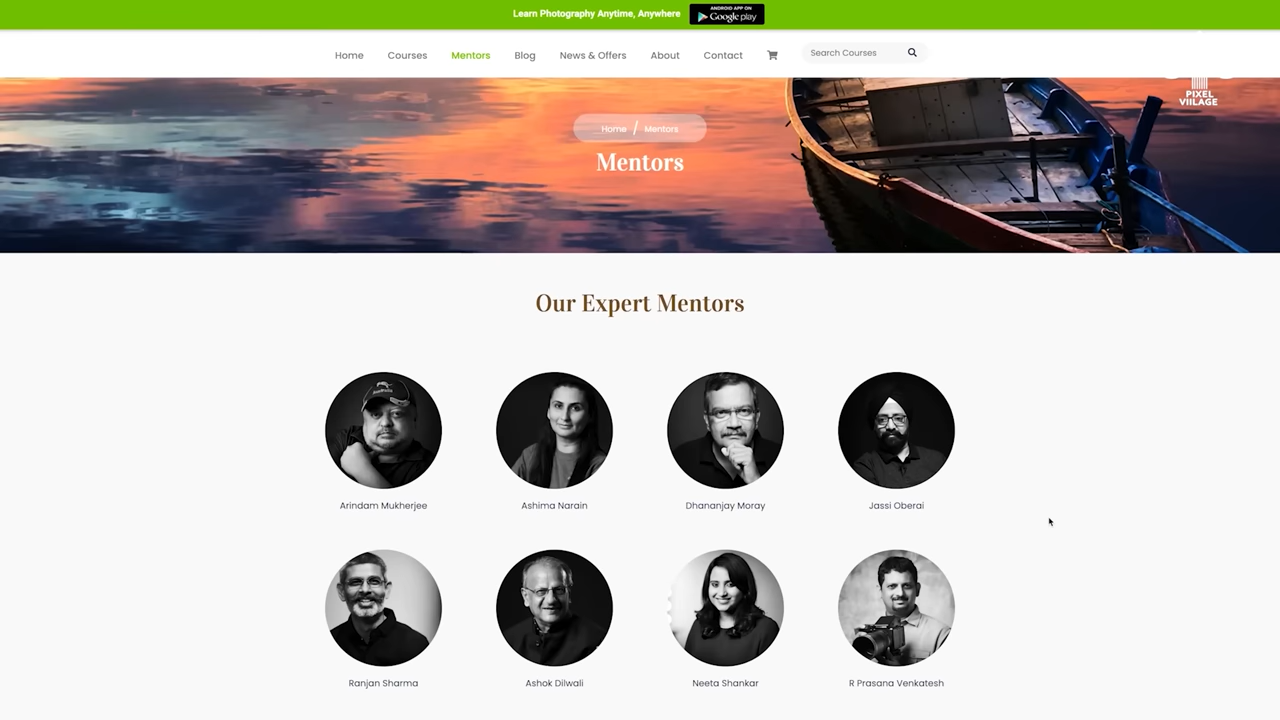 Learn Photography Anytime, Anywhere
ANDROID APP ON
Google play
Home
Courses
Mentors
Blog
News & Offers
About
Contact
Search Courses
PIXEL
VIILAGE
Home / Mentors
Mentors
Our Expert Mentors
Arindam Mukherjee
Ashima Narain
Dhananjay Moray
Jassi Oberai
Ranjan Sharma
Ashok Dilwali
Neeta Shankar
R Prasana Venkatesh